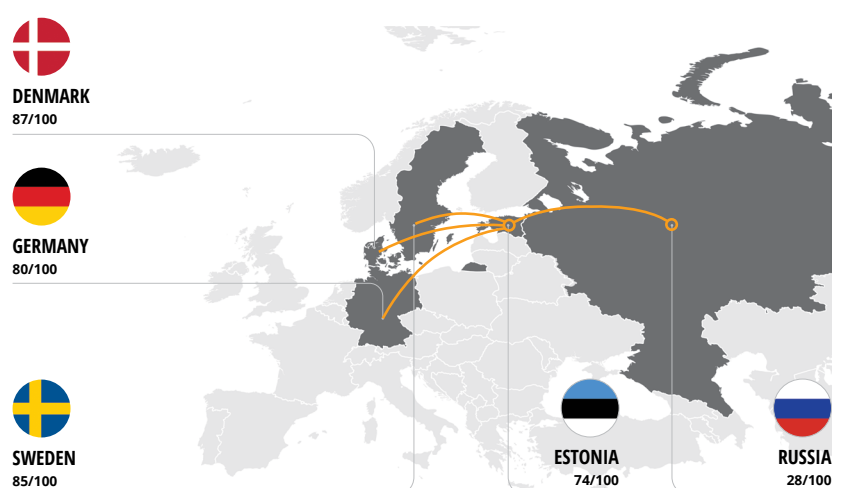 DENMARK
87/100
GERMANY
80/100
SWEDEN
85/100
ESTONIA
74/100
RUSSIA
28/100